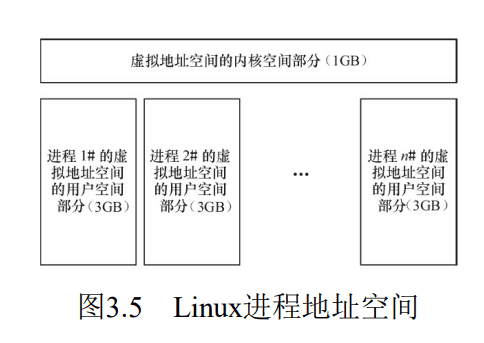 虚拟地址空间的内核空间部分(1GB)
进程 1# 的虚
拟地址空间
的用户空间
部分(3GB)
进程 2# 的虚
拟地址空间
的用户空间
部分(3GB)
...
进程 n# 的虚
拟地址空间
的用户空间
部分(3GB)
图3.5 Linux进程地址空间